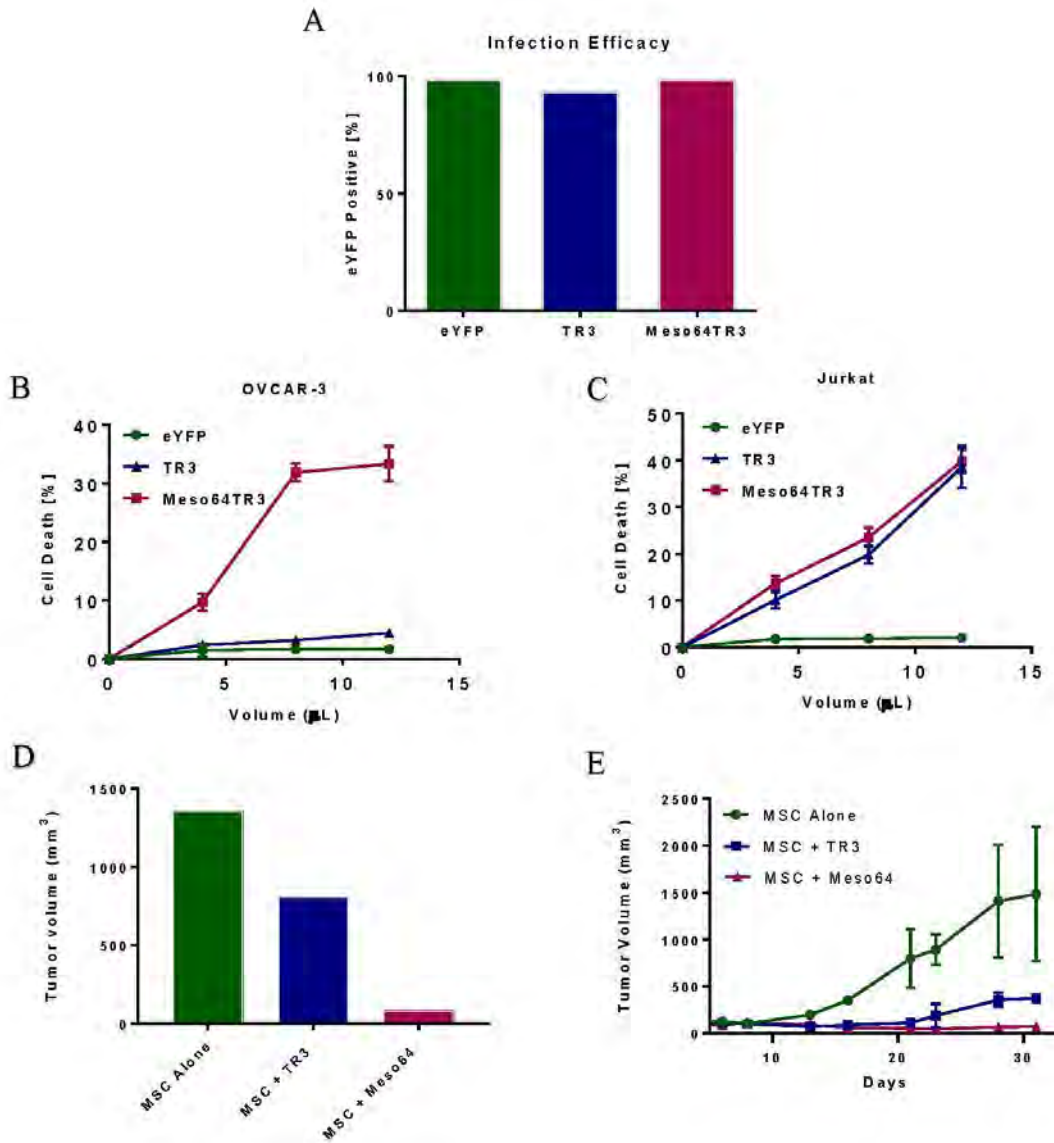 A
Infection Efficacy
eYFP Positive [%]
100
50
0
eYFP TR3 Meso64TR3
B
OVCAR-3
Cell Death [%]
40
30
20
10
0
eYFP
TR3
Meso64TR3
0 5 10 15
Volume (μL)
C
Jurkat
Cell Death [%]
50
40
30
20
10
0
eYFP
TR3
Meso64TR3
0 5 10 15
Volume (μL)
D
Tumor volume (mm³)
1500
1000
500
0
MSC Alone
MSC + TR3
MSC + Meso64
E
Tumor Volume (mm³)
2500
2000
1500
1000
500
0
MSC Alone
MSC + TR3
MSC + Meso64
10 20 30
Days